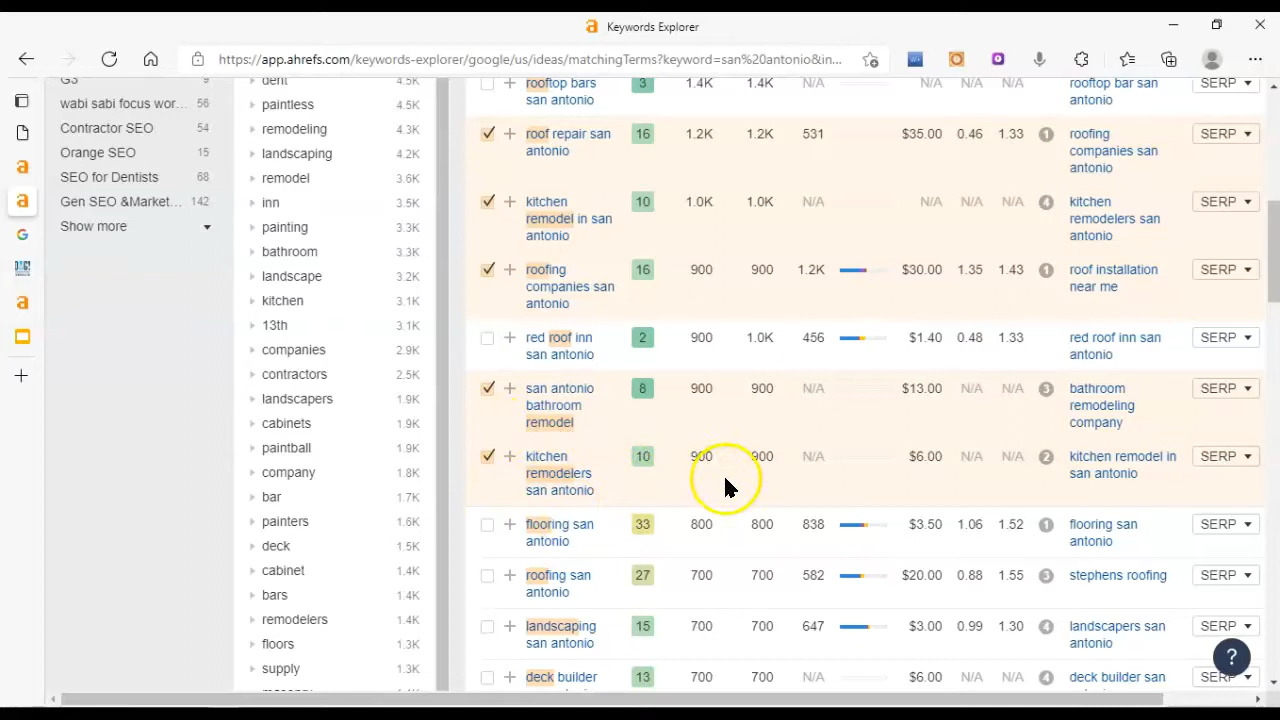 Keywords Explorer
https://app.ahrefs.com/keywords-explorer/google/us/ideas/matchingTerms?keyword=san%20antonio&in...
G3 9
wabi sabi focus wor... 56
Contractor SEO 54
Orange SEO 15
SEO for Dentists 68
Gen SEO &Market... 142
Show more
dent 4.5K
paintless 4.5K
remodeling 4.3K
landscaping 4.2K
remodel 3.6K
inn 3.5K
painting 3.3K
bathroom 3.3K
landscape 3.2K
kitchen 3.1K
13th 3.1K
companies 2.9K
contractors 2.5K
landscapers 1.9K
cabinets 1.9K
paintball 1.9K
company 1.8K
bar 1.7K
painters 1.6K
deck 1.5K
cabinet 1.4K
bars 1.4K
remodelers 1.4K
floors 1.3K
supply 1.3K
rooftop bars 3 1.4K 1.4K N/A N/A N/A N/A rooftop bar SERP
san antonio san antonio
roof repair san 16 1.2K 1.2K 531 $35.00 0.46 1.33 1 roofing SERP
antonio companies san
antonio
kitchen 10 1.0K 1.0K N/A N/A N/A N/A 4 kitchen SERP
remodel in san remodelers san
antonio antonio
roofing 16 900 900 1.2K $30.00 1.35 1.43 1 roof installation SERP
companies san near me
antonio
red roof inn 2 900 1.0K 456 $1.40 0.48 1.33 red roof inn san SERP
san antonio antonio
san antonio 8 900 900 N/A $13.00 N/A N/A 3 bathroom SERP
bathroom remodeling
remodel company
kitchen 10 900 900 N/A $6.00 N/A N/A 2 kitchen remodel in SERP
remodelers san antonio
san antonio
flooring san 33 800 800 838 $3.50 1.06 1.52 1 flooring san SERP
antonio antonio
roofing san 27 700 700 582 $20.00 0.88 1.55 3 stephens roofing SERP
antonio
landscaping 15 700 700 647 $3.00 0.99 1.30 4 landscapers san SERP
san antonio antonio
deck builder 13 700 700 N/A $6.00 N/A N/A 4 deck builder san SERP
?